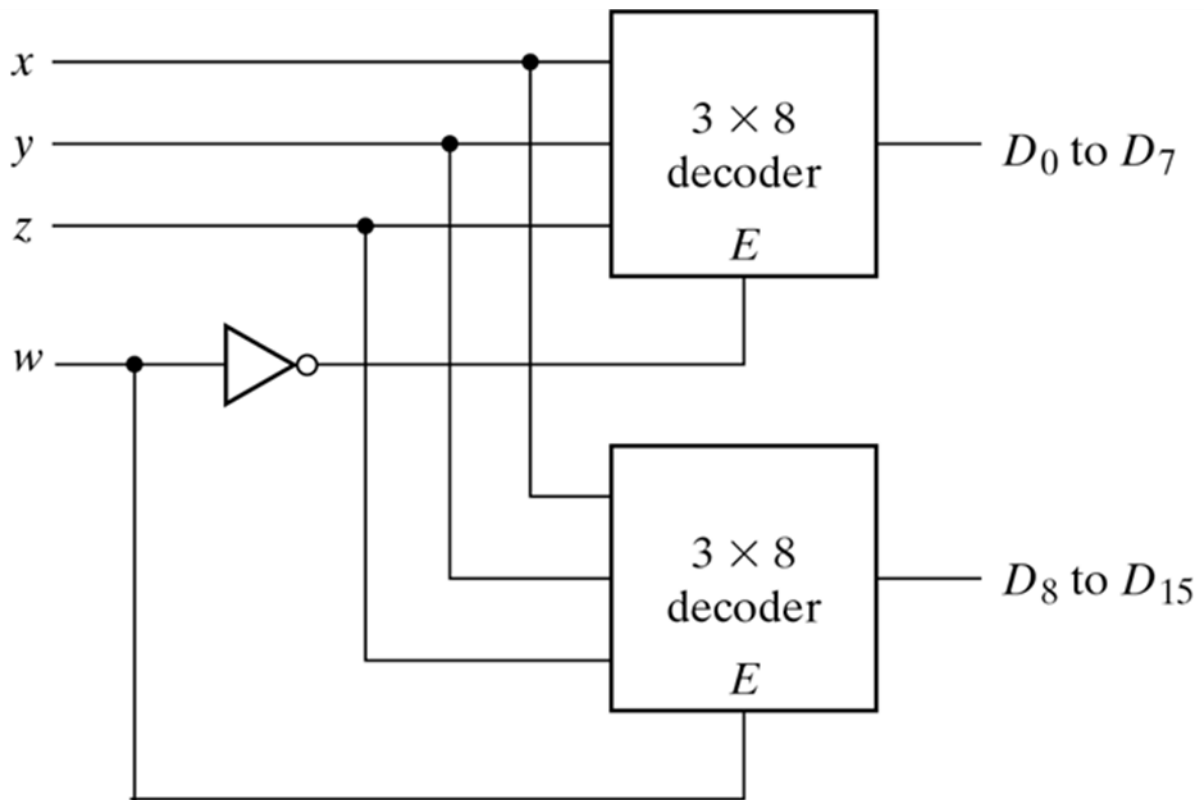 x
y
z
w
3 × 8
decoder
E
D₀ to D₇
3 × 8
decoder
E
D₈ to D₁₅